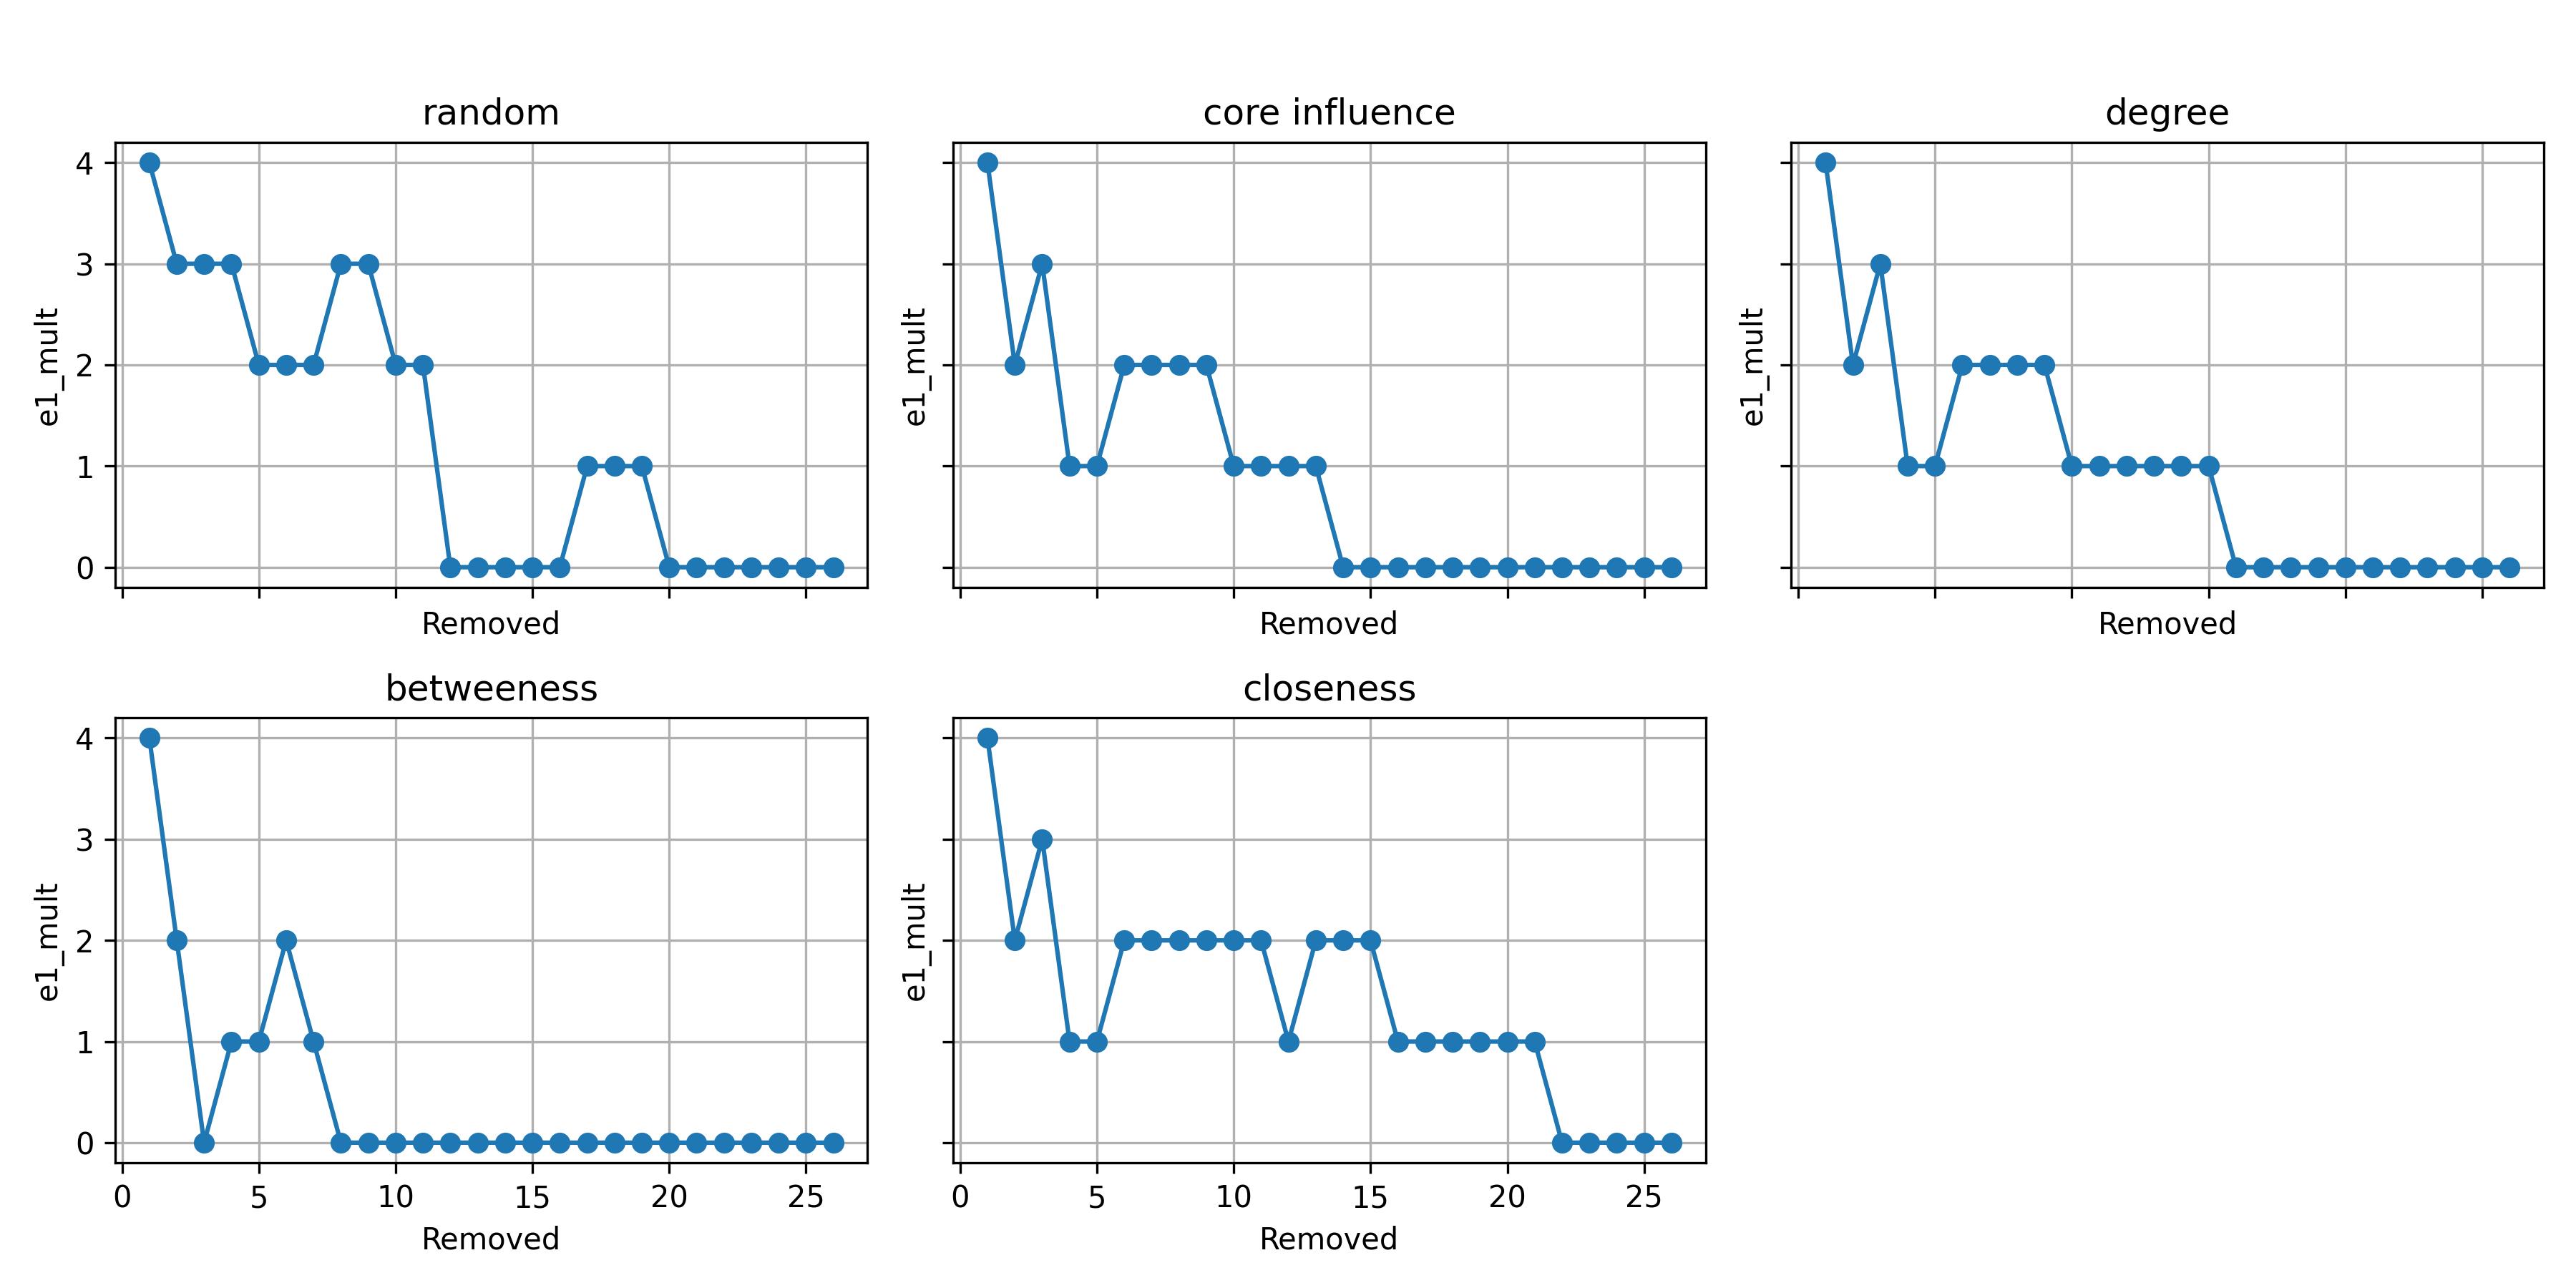 random
4
3
2
1
0
e1_mult
Removed
core influence
e1_mult
Removed
degree
e1_mult
Removed
betweeness
4
3
2
1
0
e1_mult
0 5 10 15 20 25
Removed
closeness
e1_mult
0 5 10 15 20 25
Removed